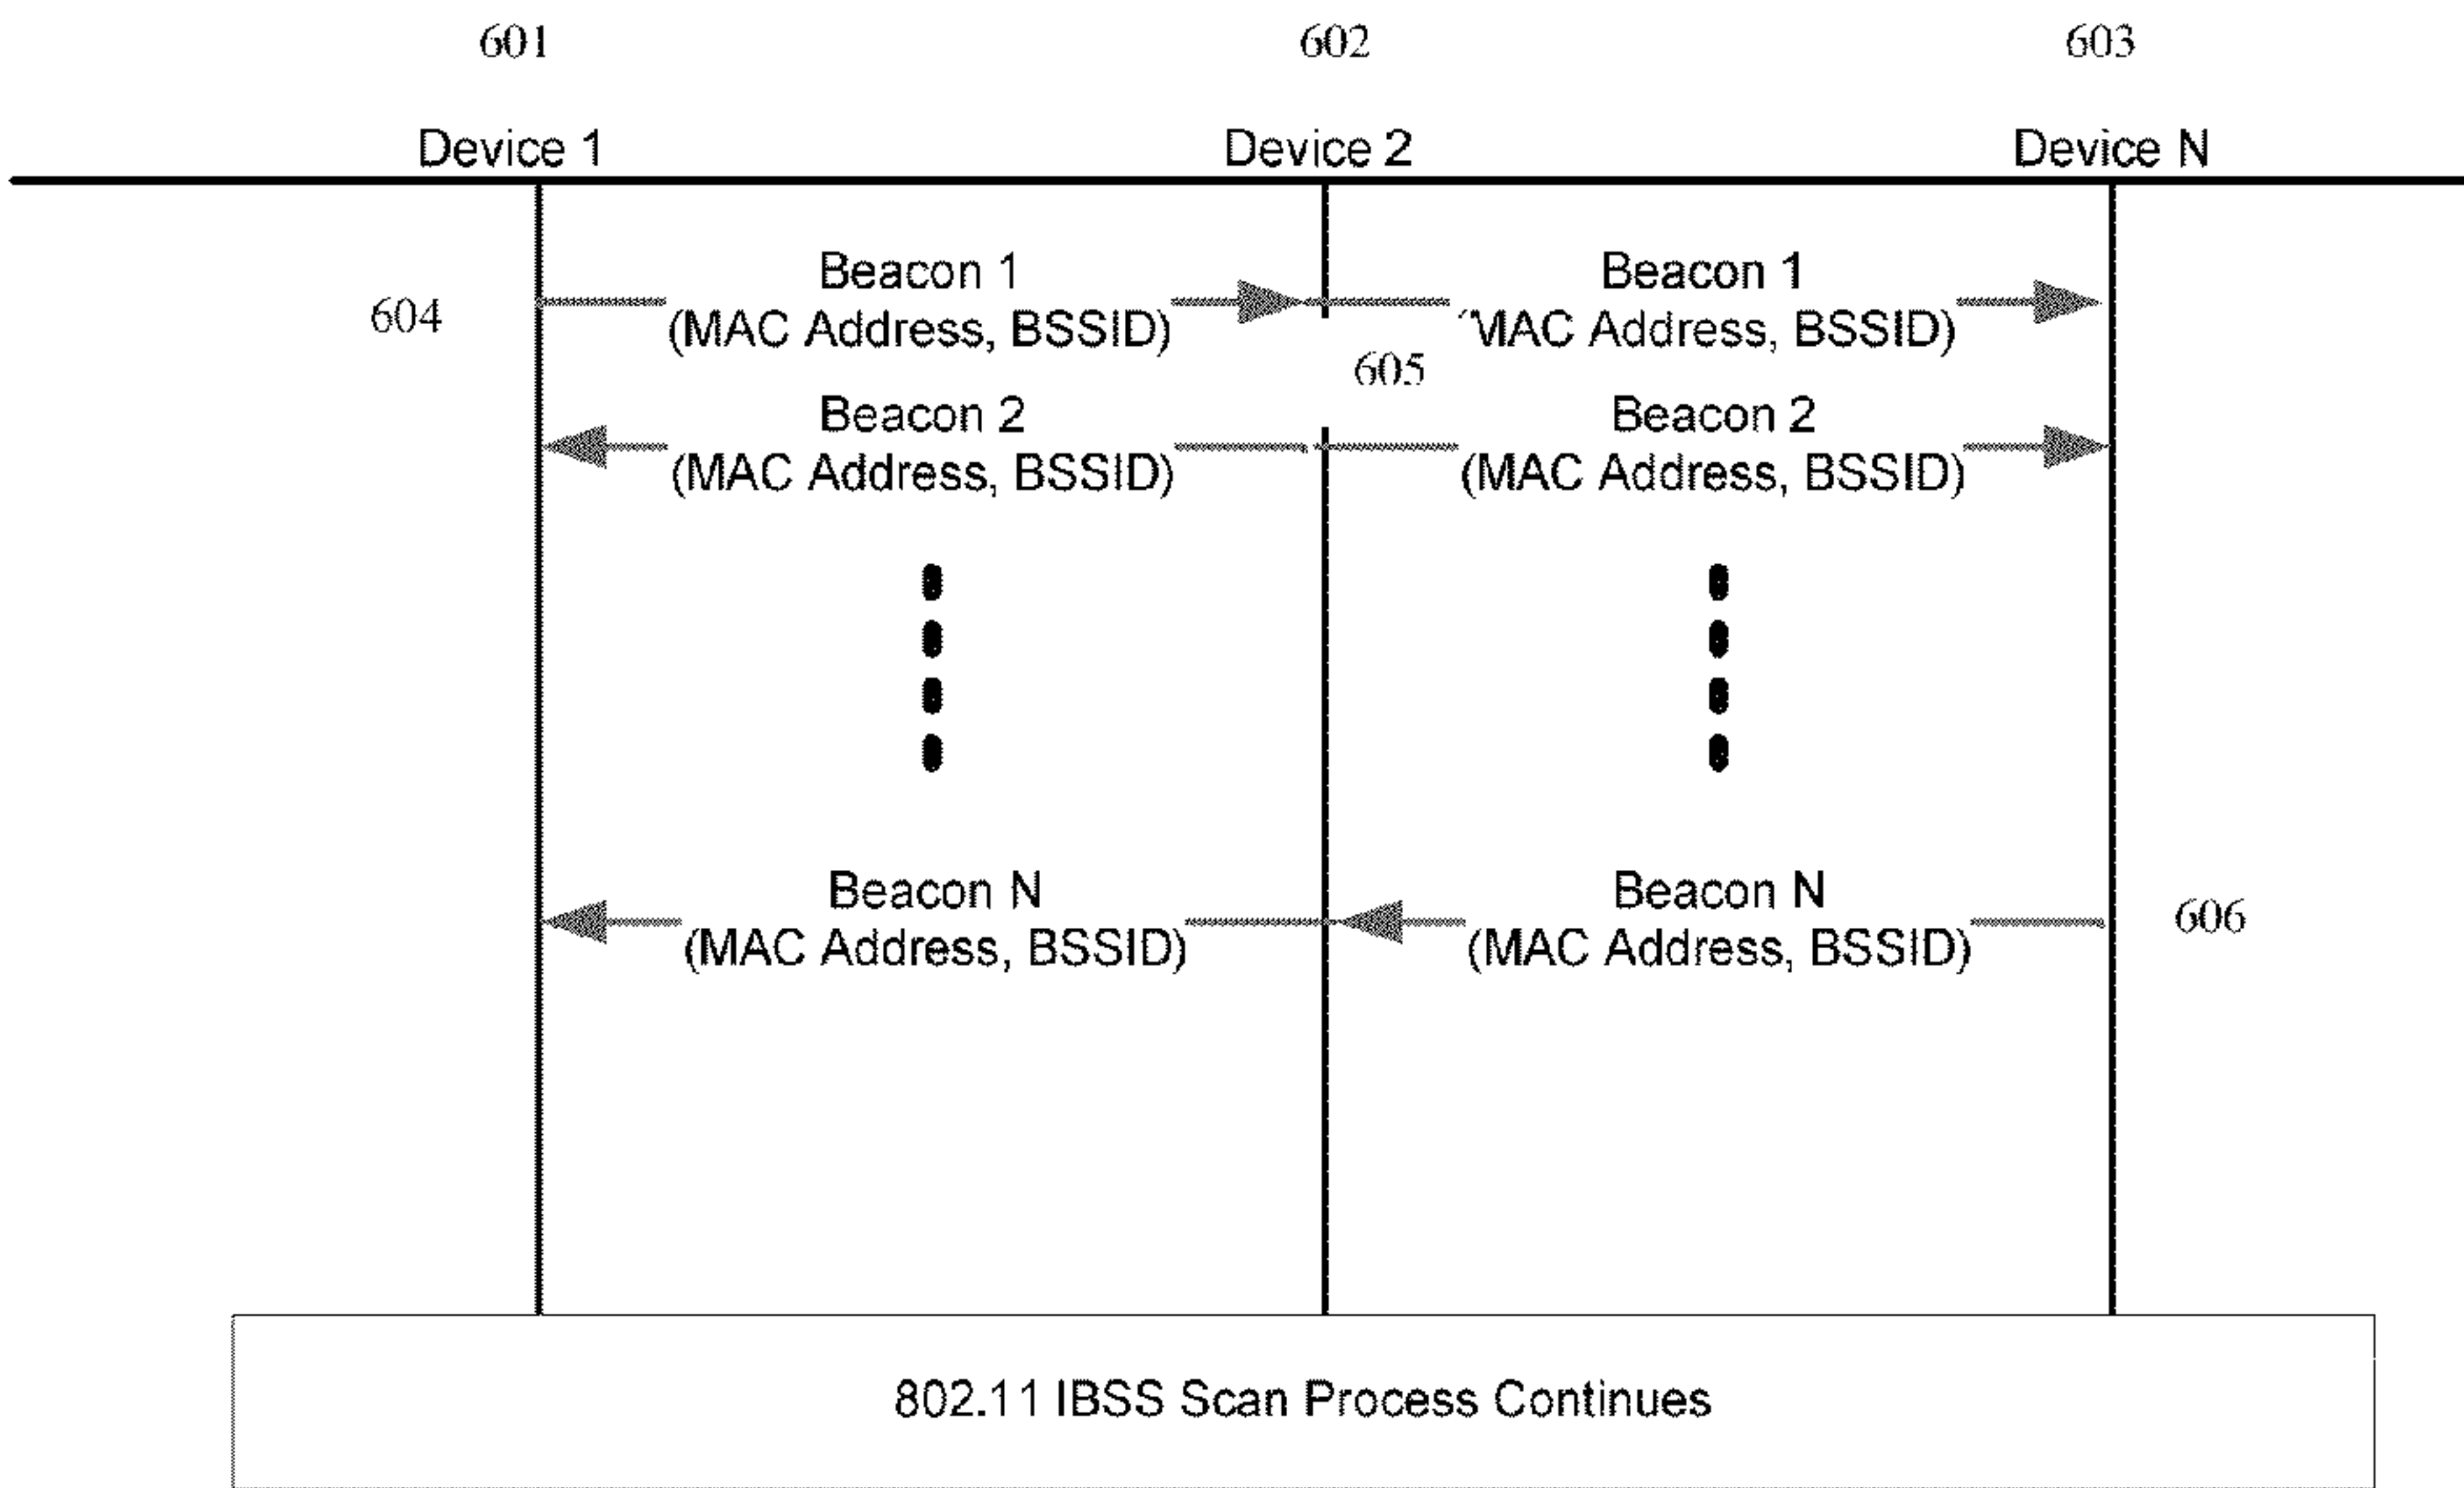 601 602 603
Device 1 Device 2 Device N
Beacon 1 Beacon 1
604 (MAC Address, BSSID) MAC Address, BSSID)
605
Beacon 2 Beacon 2
(MAC Address, BSSID) (MAC Address, BSSID)
Beacon N Beacon N
(MAC Address, BSSID) (MAC Address, BSSID) 606
802.11 IBSS Scan Process Continues